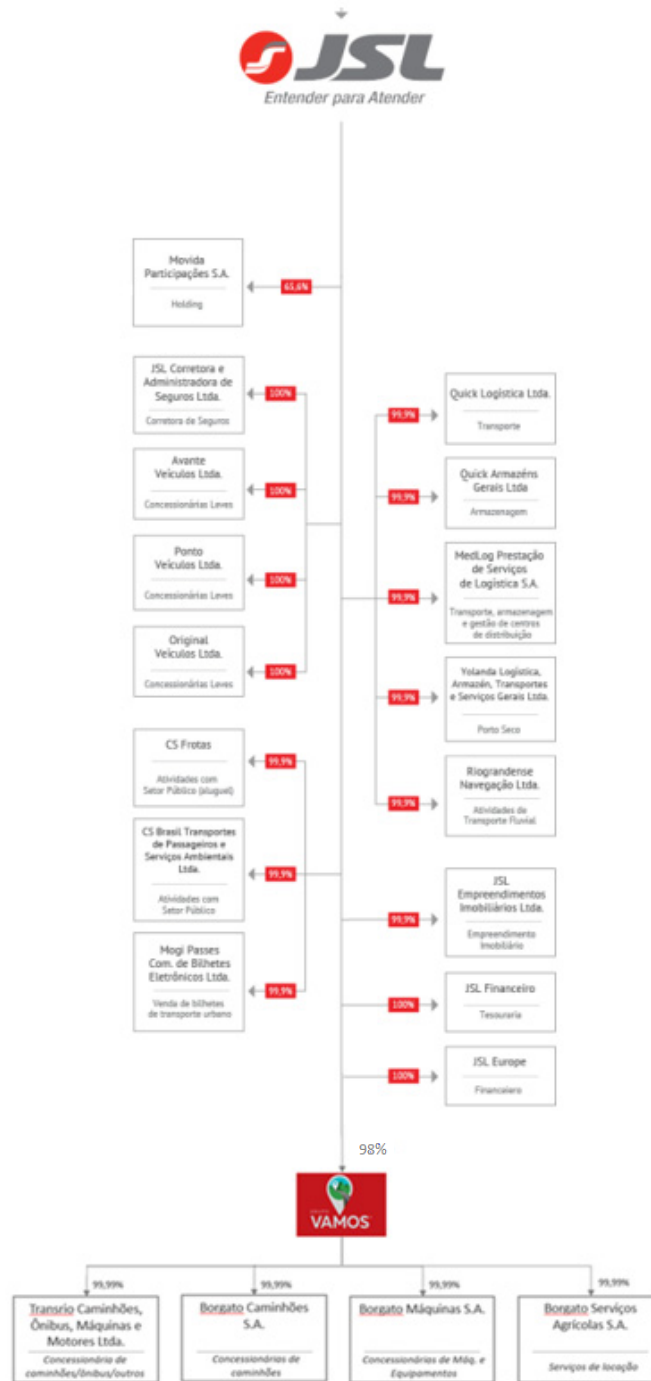 JSL
Entender para Atender
Movida
Participações S.A.
Holding
65,6%
JSL Corretora e
Administradora de
Seguros Ltda.
Corretora de Seguros
100%
Avante
Veículos Ltda.
Concessionárias Leves
100%
Ponto
Veículos Ltda.
Concessionárias Leves
100%
Original
Veículos Ltda.
Concessionárias Leves
100%
Quick Logística Ltda.
Transporte
99,9%
Quick Armazéns
Gerais Ltda
Armazenagem
99,9%
MedLog Prestação
de Serviços
de Logística S.A.
Transporte, armazenagem
e gestão de centros
de distribuição
99,9%
Yolanda Logística,
Armazén, Transportes
e Serviços Gerais Ltda.
Porto Seco
99,9%
Riograndense
Navegação Ltda.
Atividades de
Transporte Fluvial
99,9%
CS Frotas
Atividades com
Setor Público (aluguel)
99,9%
CS Brasil Transportes
de Passageiros e
Serviços Ambientais
Ltda.
Atividades com
Setor Público
99,9%
Mogi Passes
Com. de Bilhetes
Eletrônicos Ltda.
Venda de bilhetes
de transporte urbano
99,9%
JSL
Empreendimentos
Imobiliários Ltda.
Empreendimento
Imobiliário
99,9%
JSL Financeiro
Tesouraria
100%
JSL Europe
Financeiero
100%
98%
GRUPO
VAMOS
99,99%
Transrio Caminhões,
Ônibus, Máquinas e
Motores Ltda.
Concessionária de
caminhões/ônibus/outros
99,99%
Borgato Caminhões
S.A.
Concessionárias de
caminhões
99,99%
Borgato Máquinas S.A.
Concessionárias de Máq. e
Equipamentos
99,99%
Borgato Serviços
Agrícolas S.A.
Serviços de locação